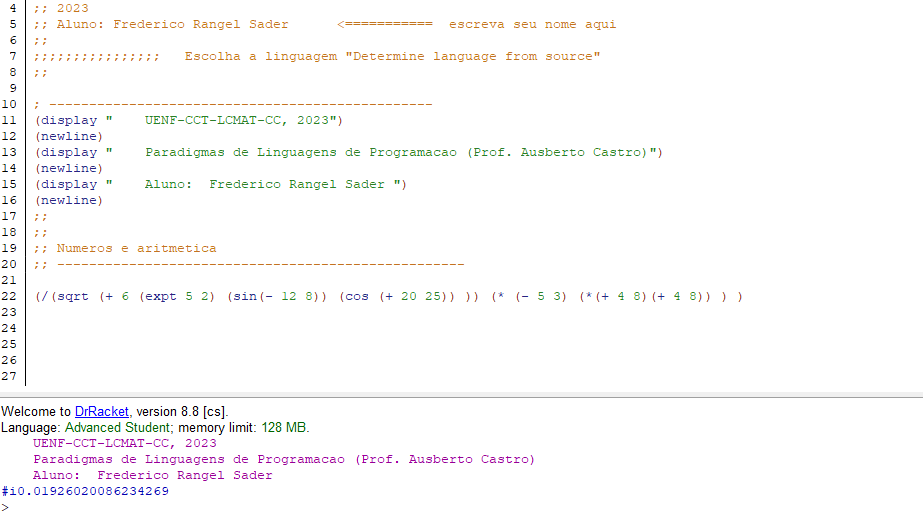 4 ;; 2023
5 ;; Aluno: Frederico Rangel Sader      <=========== escreva seu nome aqui
6 ;;
7 ;;;;;;;;;;;;;;;;   Escolha a linguagem "Determine language from source"
8 ;;
9
10 ; ------------------------------------------------
11 (display "    UENF-CCT-LCMAT-CC, 2023")
12 (newline)
13 (display "    Paradigmas de Linguagens de Programacao (Prof. Ausberto Castro)")
14 (newline)
15 (display "    Aluno:  Frederico Rangel Sader ")
16 (newline)
17 ;;
18 ;;
19 ;; Numeros e aritmetica
20 ;; ---------------------------------------------------
21
22 (/(sqrt (+ 6 (expt 5 2) (sin(- 12 8)) (cos (+ 20 25)) )) (* (- 5 3) (*(+ 4 8)(+ 4 8)) ) )
23
24
25
26
27
Welcome to DrRacket, version 8.8 [cs].
Language: Advanced Student; memory limit: 128 MB.
    UENF-CCT-LCMAT-CC, 2023
    Paradigmas de Linguagens de Programacao (Prof. Ausberto Castro)
    Aluno:  Frederico Rangel Sader
#i0.01926020086234269
>